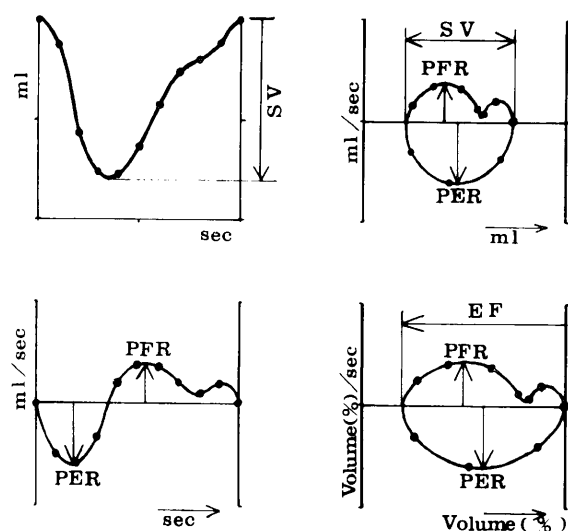 ml
SV
sec
SV
PFR
ml/sec
PER
ml
ml/sec
PFR
PER
sec
EF
PFR
Volume(%)/sec
PER
Volume(%)